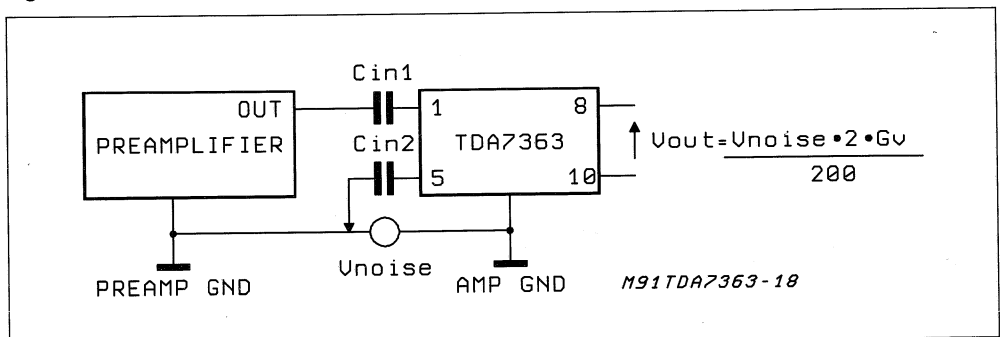 Cin1
OUT
1
8
PREAMPLIFIER
Cin2
TDA7363
Vout=Vnoise•2•Gv
200
5
10
Vnoise
PREAMP GND
AMP GND
M91TDA7363-18